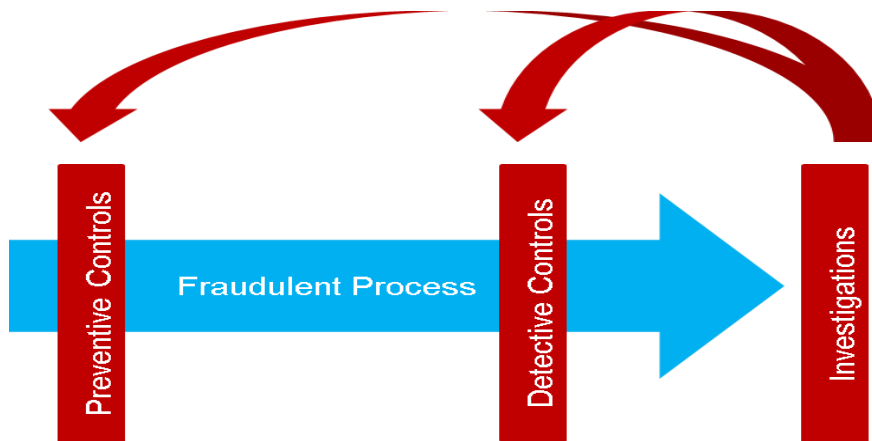 Preventive Controls
Fraudulent Process
Detective Controls
Investigations